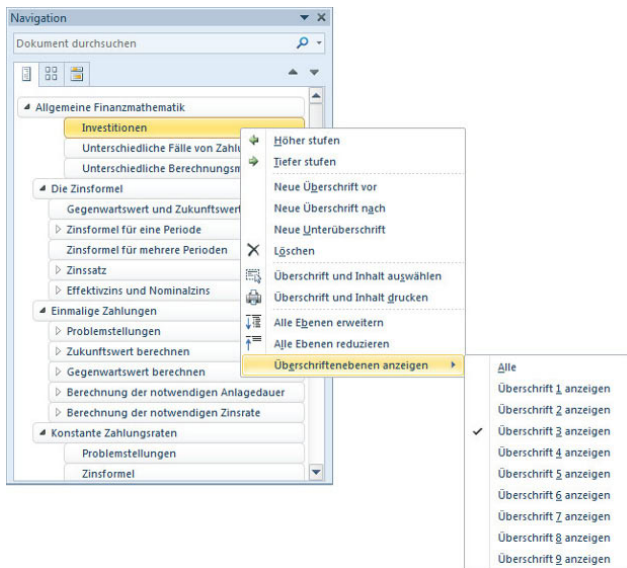 Navigation
Dokument durchsuchen
Allgemeine Finanzmathematik
Investitionen
Unterschiedliche Fälle von Zahlu
Unterschiedliche Berechnungsm
Die Zinsformel
Gegenwartswert und Zukunftswert
Zinsformel für eine Periode
Zinsformel für mehrere Perioden
Zinssatz
Effektivzins und Nominalzins
Einmalige Zahlungen
Problemstellungen
Zukunftswert berechnen
Gegenwartswert berechnen
Berechnung der notwendigen Anlagedauer
Berechnung der notwendigen Zinsrate
Konstante Zahlungsraten
Problemstellungen
Zinsformel
Höher stufen
Tiefer stufen
Neue Überschrift vor
Neue Überschrift nach
Neue Unterüberschrift
Löschen
Überschrift und Inhalt auswählen
Überschrift und Inhalt drucken
Alle Ebenen erweitern
Alle Ebenen reduzieren
Überschriftenebenen anzeigen
Alle
Überschrift 1 anzeigen
Überschrift 2 anzeigen
Überschrift 3 anzeigen
Überschrift 4 anzeigen
Überschrift 5 anzeigen
Überschrift 6 anzeigen
Überschrift 7 anzeigen
Überschrift 8 anzeigen
Überschrift 9 anzeigen